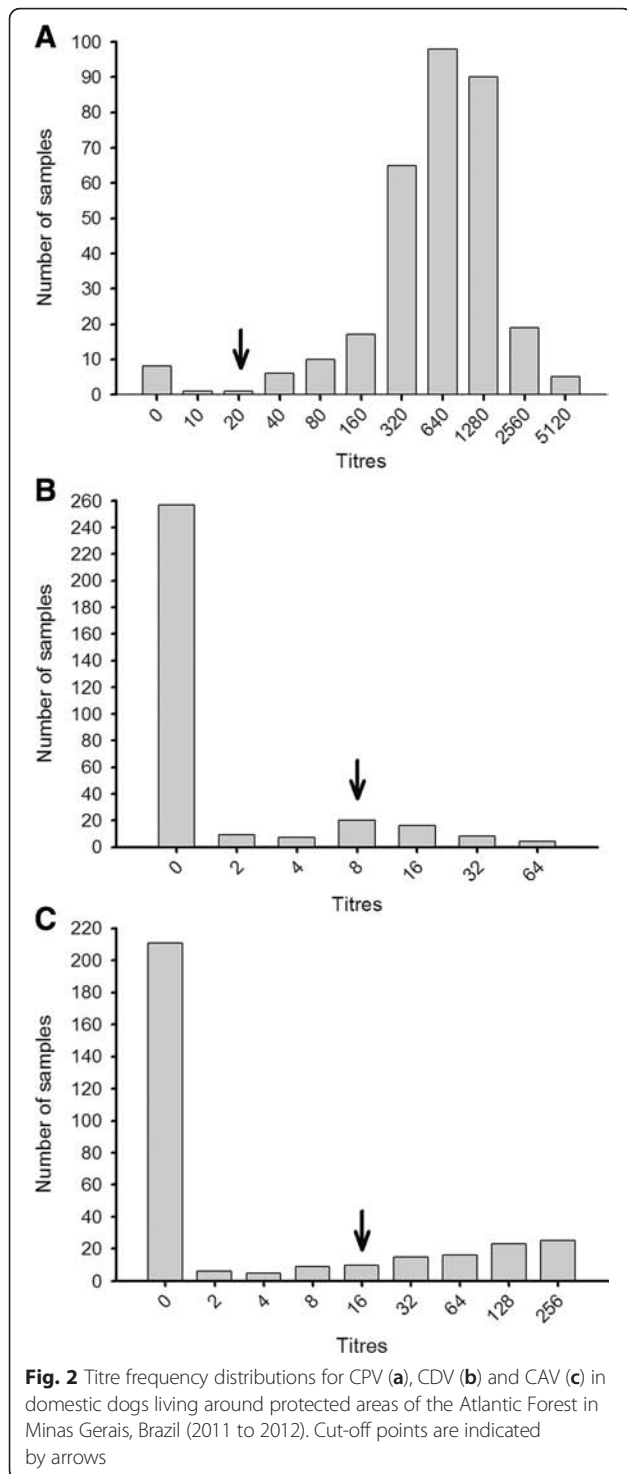 A
100
90
80
70
60
50
40
30
20
10
0
Number of samples
0 10 20 40 80 160 320 640 1280 2560 5120
Titres
B
260
240
220
200
180
160
140
120
100
80
60
40
20
0
Number of samples
0 2 4 8 16 32 64
Titres
C
220
200
180
160
140
120
100
80
60
40
20
0
Number of samples
0 2 4 8 16 32 64 128 256
Titres
Fig. 2 Titre frequency distributions for CPV (a), CDV (b) and CAV (c) in
domestic dogs living around protected areas of the Atlantic Forest in
Minas Gerais, Brazil (2011 to 2012). Cut-off points are indicated
by arrows